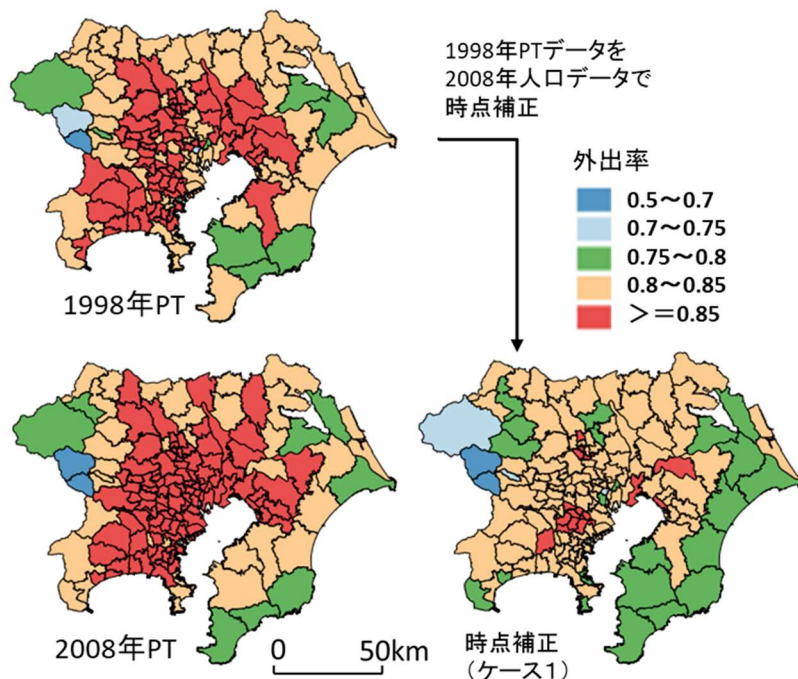 1998年PTデータを
2008年人口データで
時点補正
外出率
0.5～0.7
0.7～0.75
0.75～0.8
0.8～0.85
＞＝0.85
1998年PT
2008年PT
0 50km
時点補正
(ケース1)